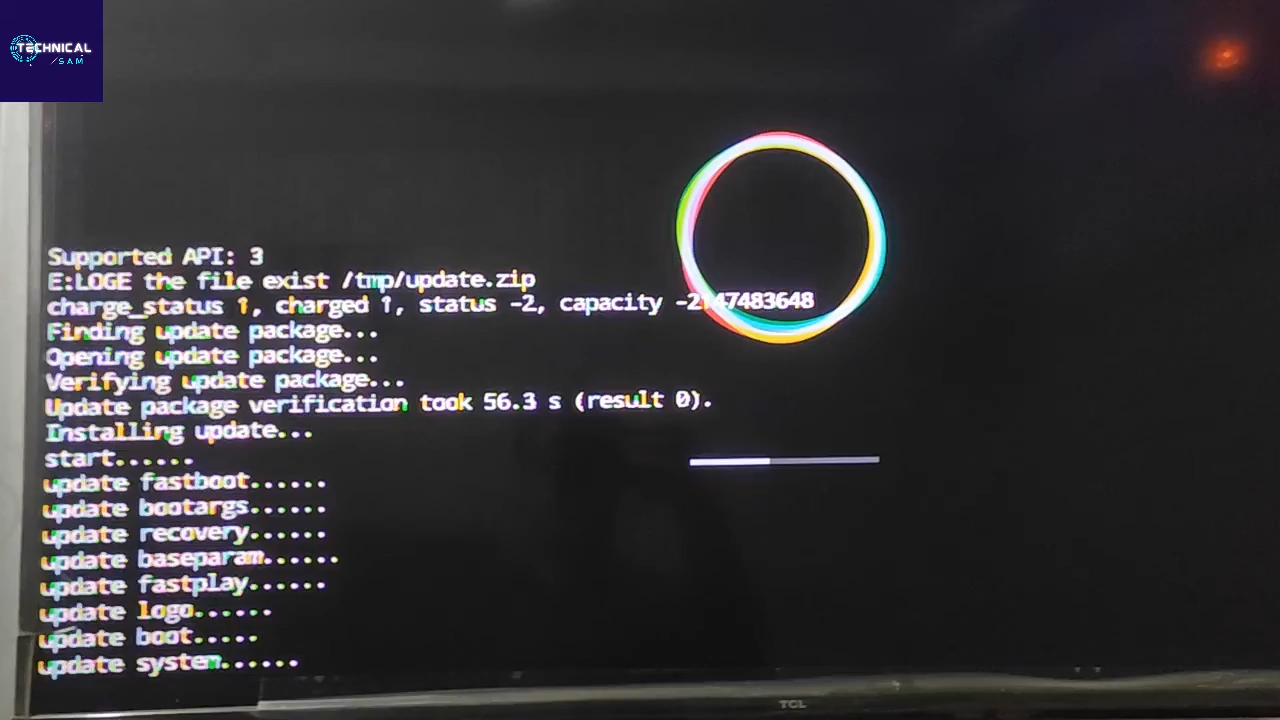 TECHNICAL
SAM
Supported API: 3
E:LOGE the file exist /tmp/update.zip
charge_status 1, charged 1, status -2, capacity -2147483648
Finding update package...
Opening update package...
Verifying update package...
Update package verification took 56.3 s (result 0).
Installing update...
start......
update fastboot......
update bootargs......
update recovery......
update baseparam......
update fastplay......
update logo......
update boot.....
update system......
TCL